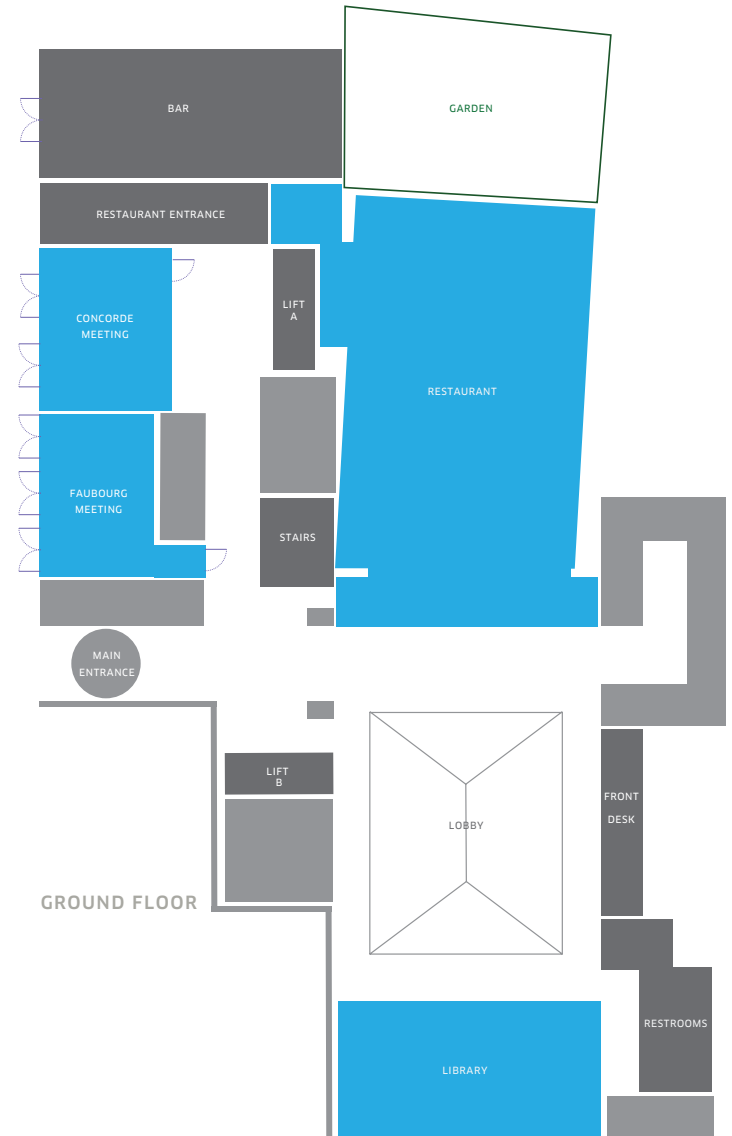 BAR
GARDEN
RESTAURANT ENTRANCE
LIFT
A
CONCORDE
MEETING
RESTAURANT
FAUBOURG
MEETING
STAIRS
MAIN
ENTRANCE
LIFT
B
FRONT
DESK
LOBBY
GROUND FLOOR
RESTROOMS
LIBRARY